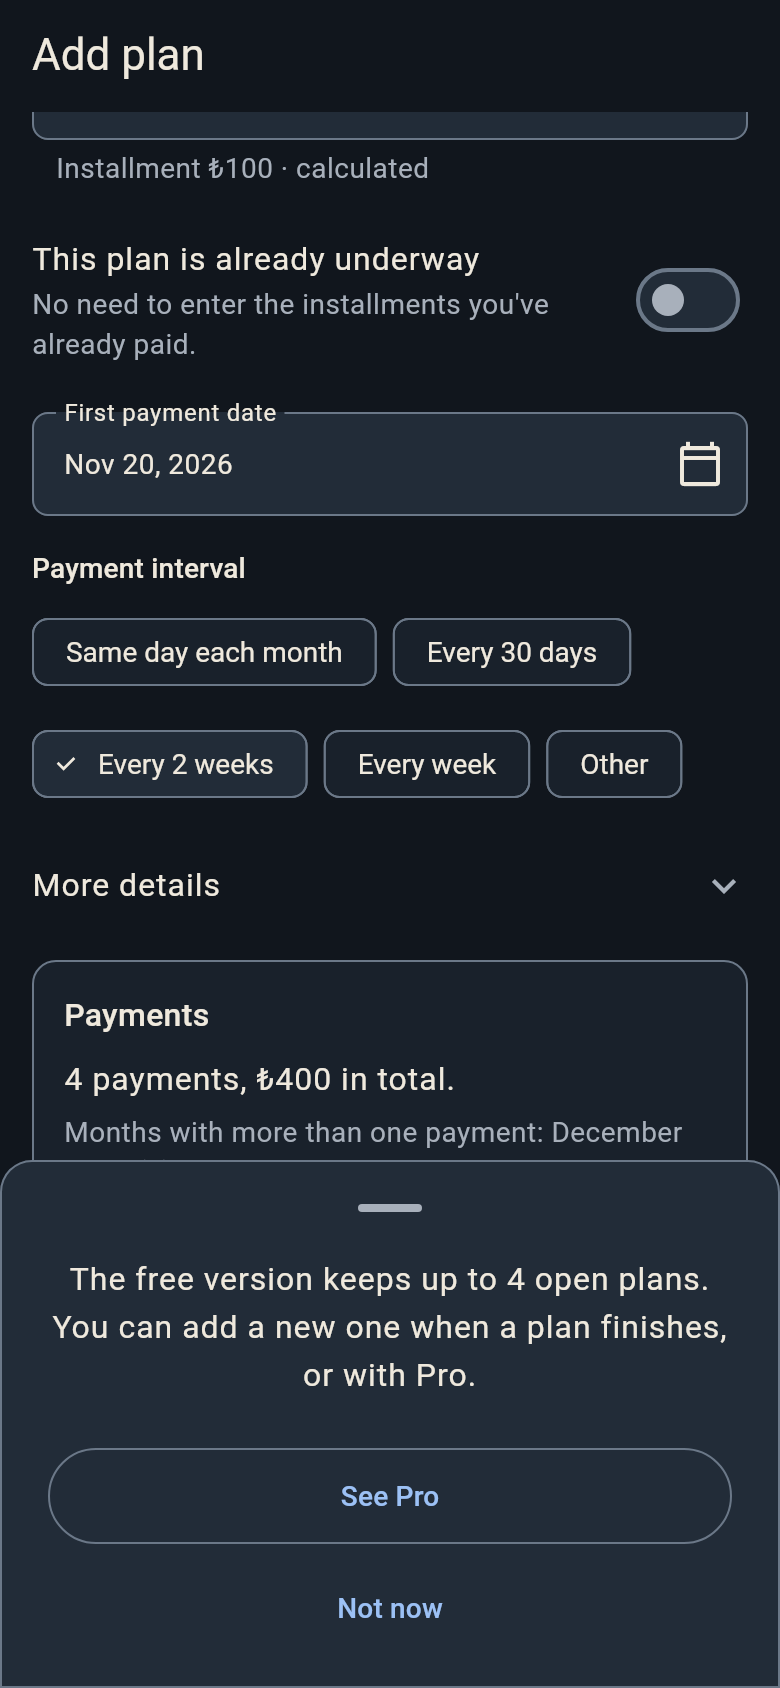 Add plan
Installment ₺100 · calculated
This plan is already underway
No need to enter the installments you've
already paid.
First payment date
Nov 20, 2026
Payment interval
Same day each month
Every 30 days
Every 2 weeks
Every week
Other
More details
Payments
4 payments, ₺400 in total.
Months with more than one payment: December
The free version keeps up to 4 open plans.
You can add a new one when a plan finishes,
or with Pro.
See Pro
Not now